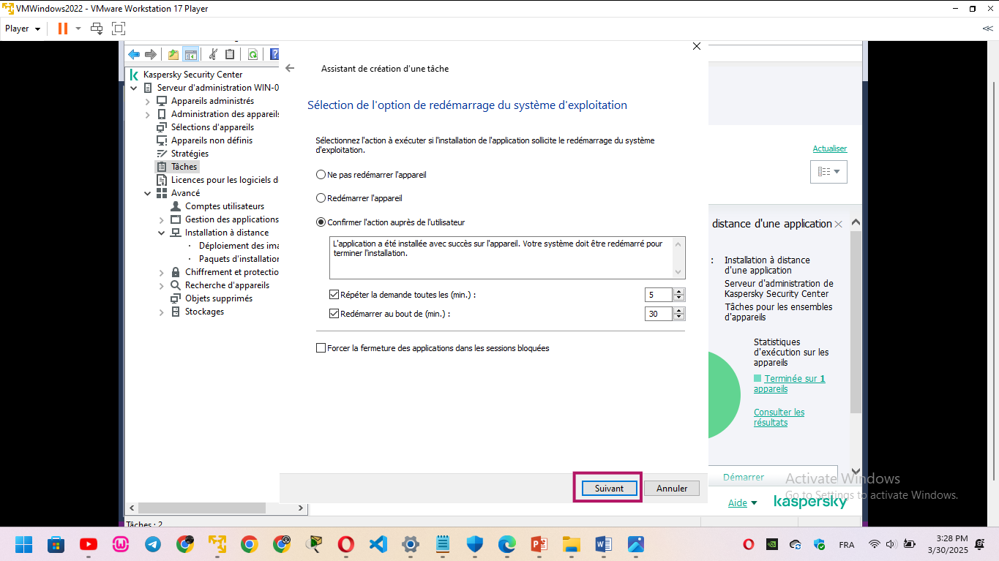 VMWindows2022 - VMware Workstation 17 Player
Player
Kaspersky Security Center
Serveur d'administration WIN-0
Appareils administrés
Administration des appareils
Sélections d'appareils
Appareils non définis
Stratégies
Tâches
Licences pour les logiciels d
Avancé
Comptes utilisateurs
Gestion des applications
Installation à distance
Déploiement des ima
Paquets d'installation
Chiffrement et protectio
Recherche d'appareils
Objets supprimés
Stockages
Tâches : 2
Assistant de création d'une tâche
Sélection de l'option de redémarrage du système d'exploitation
Sélectionnez l'action à exécuter si l'installation de l'application sollicite le redémarrage du système
d'exploitation.
Ne pas redémarrer l'appareil
Redémarrer l'appareil
Confirmer l'action auprès de l'utilisateur
L'application a été installée avec succès sur l'appareil. Votre système doit être redémarré pour
terminer l'installation.
Répéter la demande toutes les (min.) : 5
Redémarrer au bout de (min.) : 30
Forcer la fermeture des applications dans les sessions bloquées
Suivant
Annuler
Actualiser
distance d'une application
: Installation à distance
d'une application
Serveur d'administration de
Kaspersky Security Center
Tâches pour les ensembles
d'appareils
Statistiques
d'exécution sur les
appareils
Terminée sur 1
appareils
Consulter les
résultats
Démarrer
Aide
kaspersky
Activate Windows
Go to Settings to activate Windows.
FRA
3:28 PM
3/30/2025